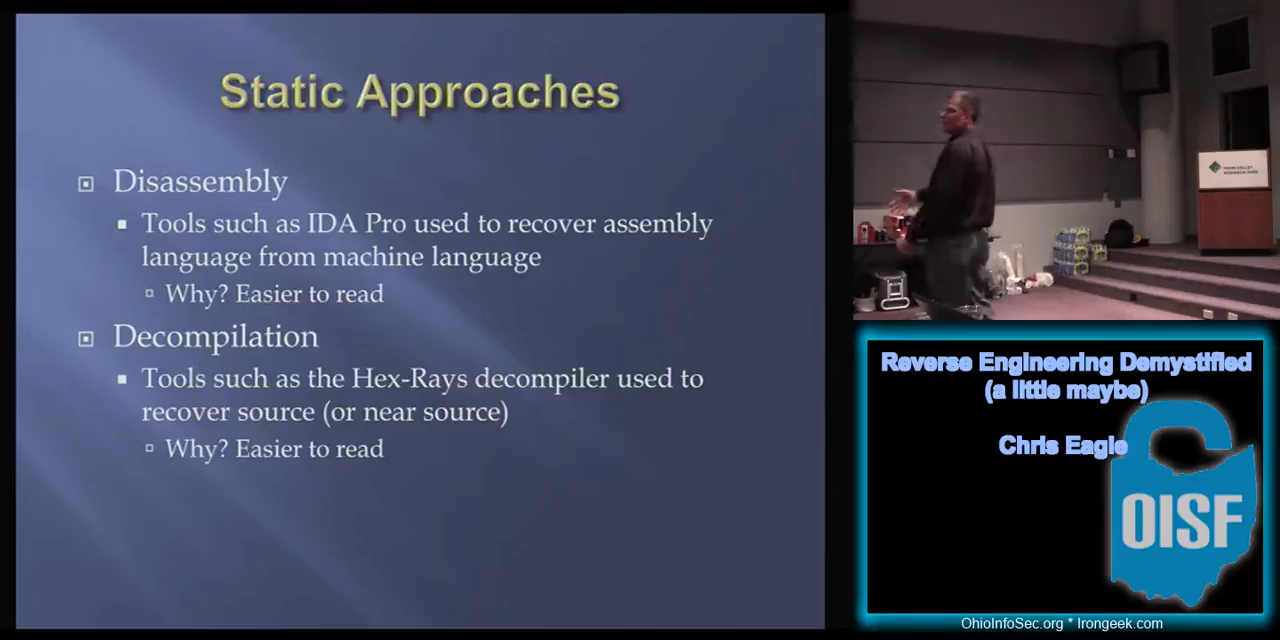 Static Approaches
Disassembly
Tools such as IDA Pro used to recover assembly
language from machine language
Why? Easier to read
Decompilation
Tools such as the Hex-Rays decompiler used to
recover source (or near source)
Why? Easier to read
Reverse Engineering Demystified
(a little maybe)
Chris Eagle
OISF
OhioInfoSec.org * Irongeek.com